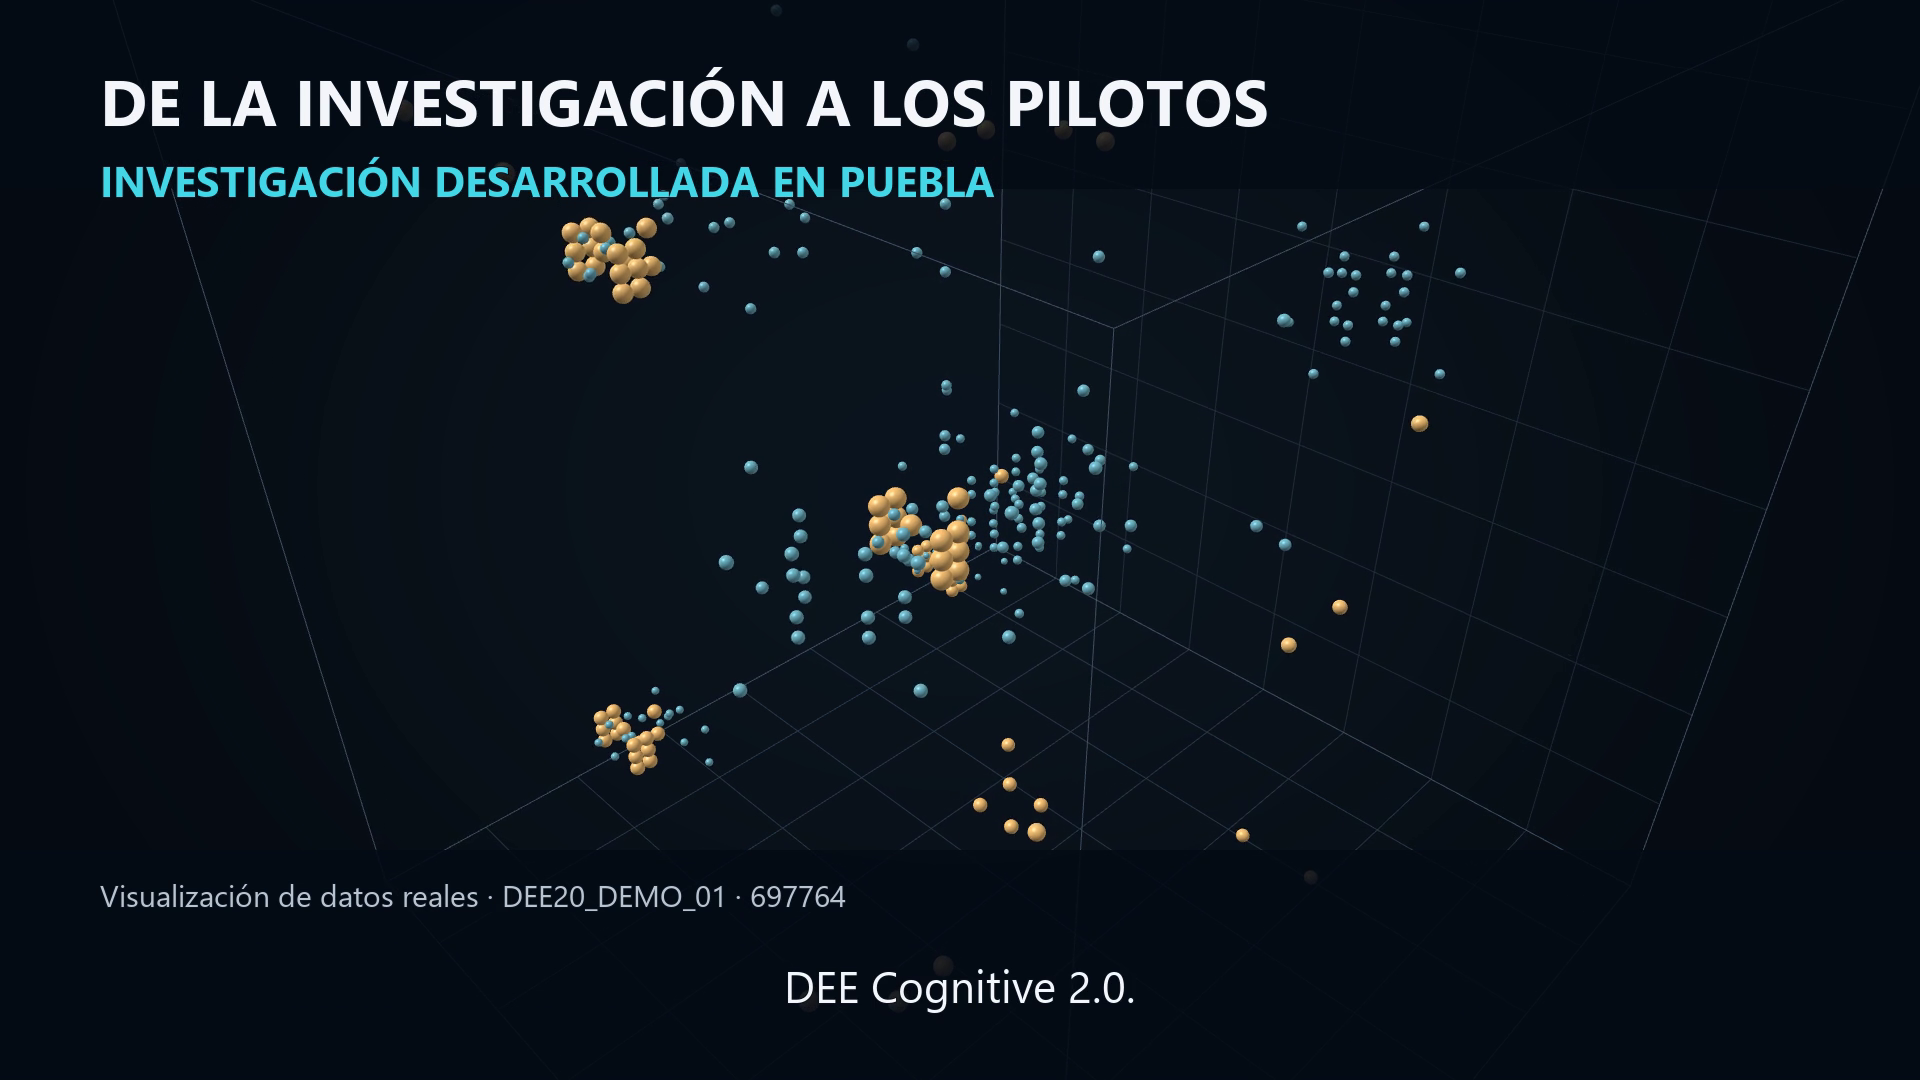 DE LA INVESTIGACIÓN A LOS PILOTOS
INVESTIGACIÓN DESARROLLADA EN PUEBLA
Visualización de datos reales · DEE20_DEMO_01 · 697764
DEE Cognitive 2.0.